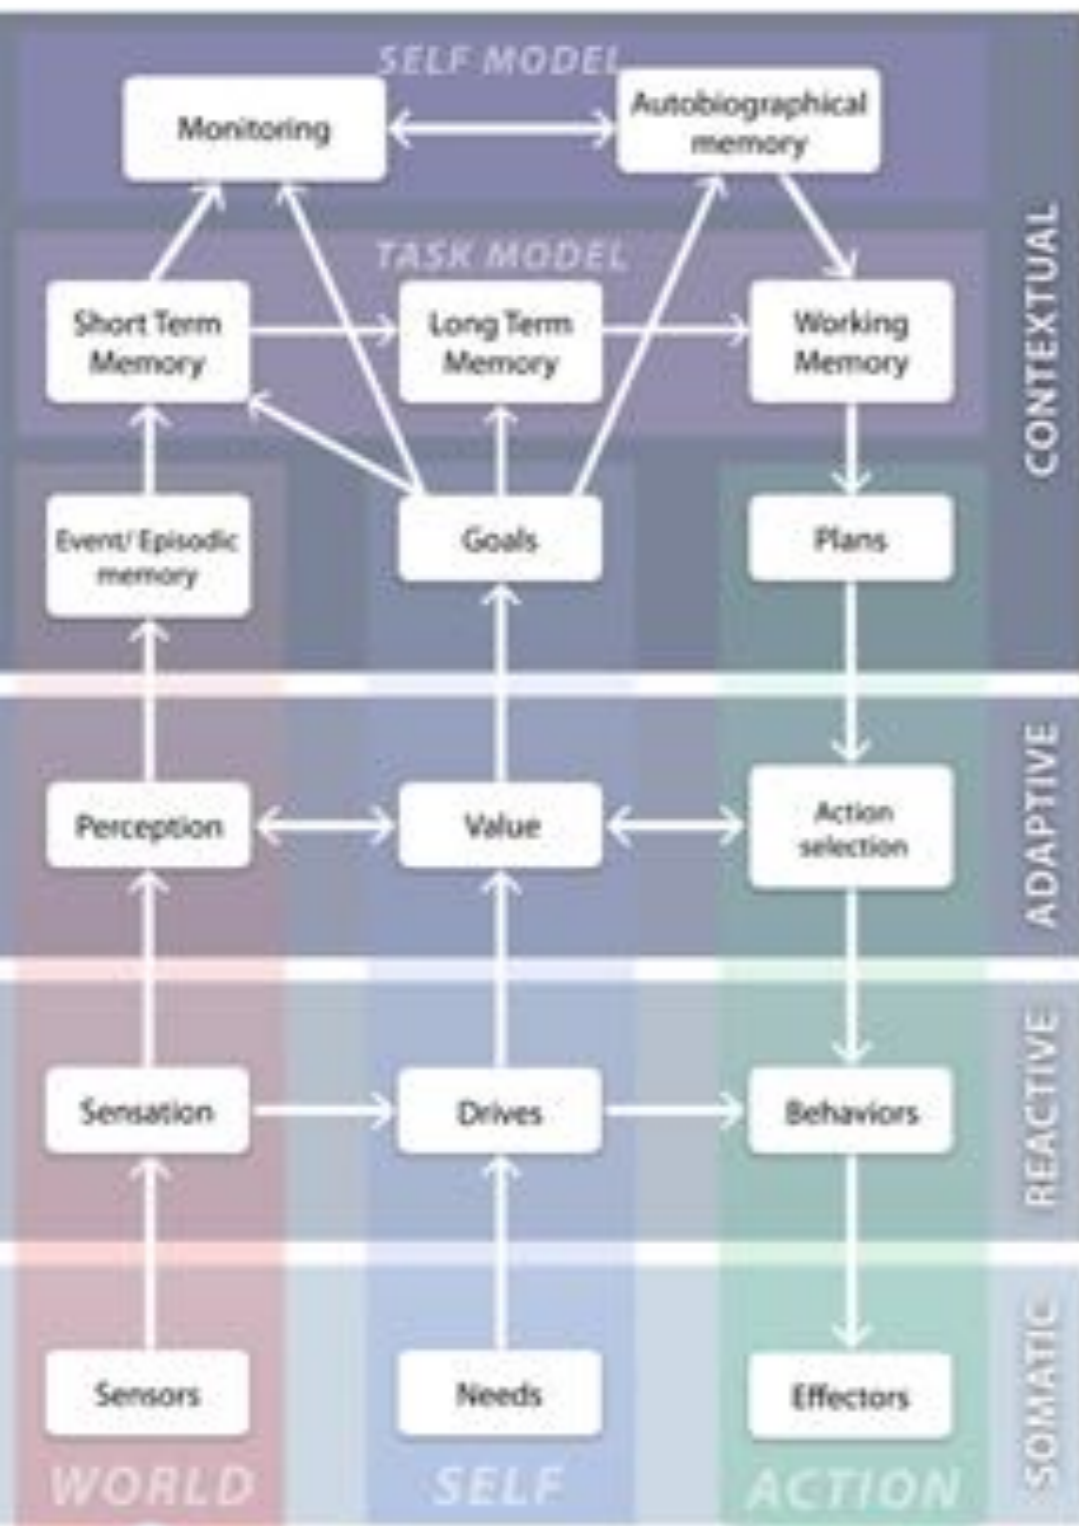 SELF MODEL
Monitoring
Autobiographical
memory
TASK MODEL
Short Term
Memory
Long Term
Memory
Working
Memory
CONTEXTUAL
Event/ Episodic
memory
Goals
Plans
Perception
Value
Action
selection
ADAPTIVE
Sensation
Drives
Behaviors
REACTIVE
Sensors
Needs
Effectors
SOMATIC
WORLD
SELF
ACTION